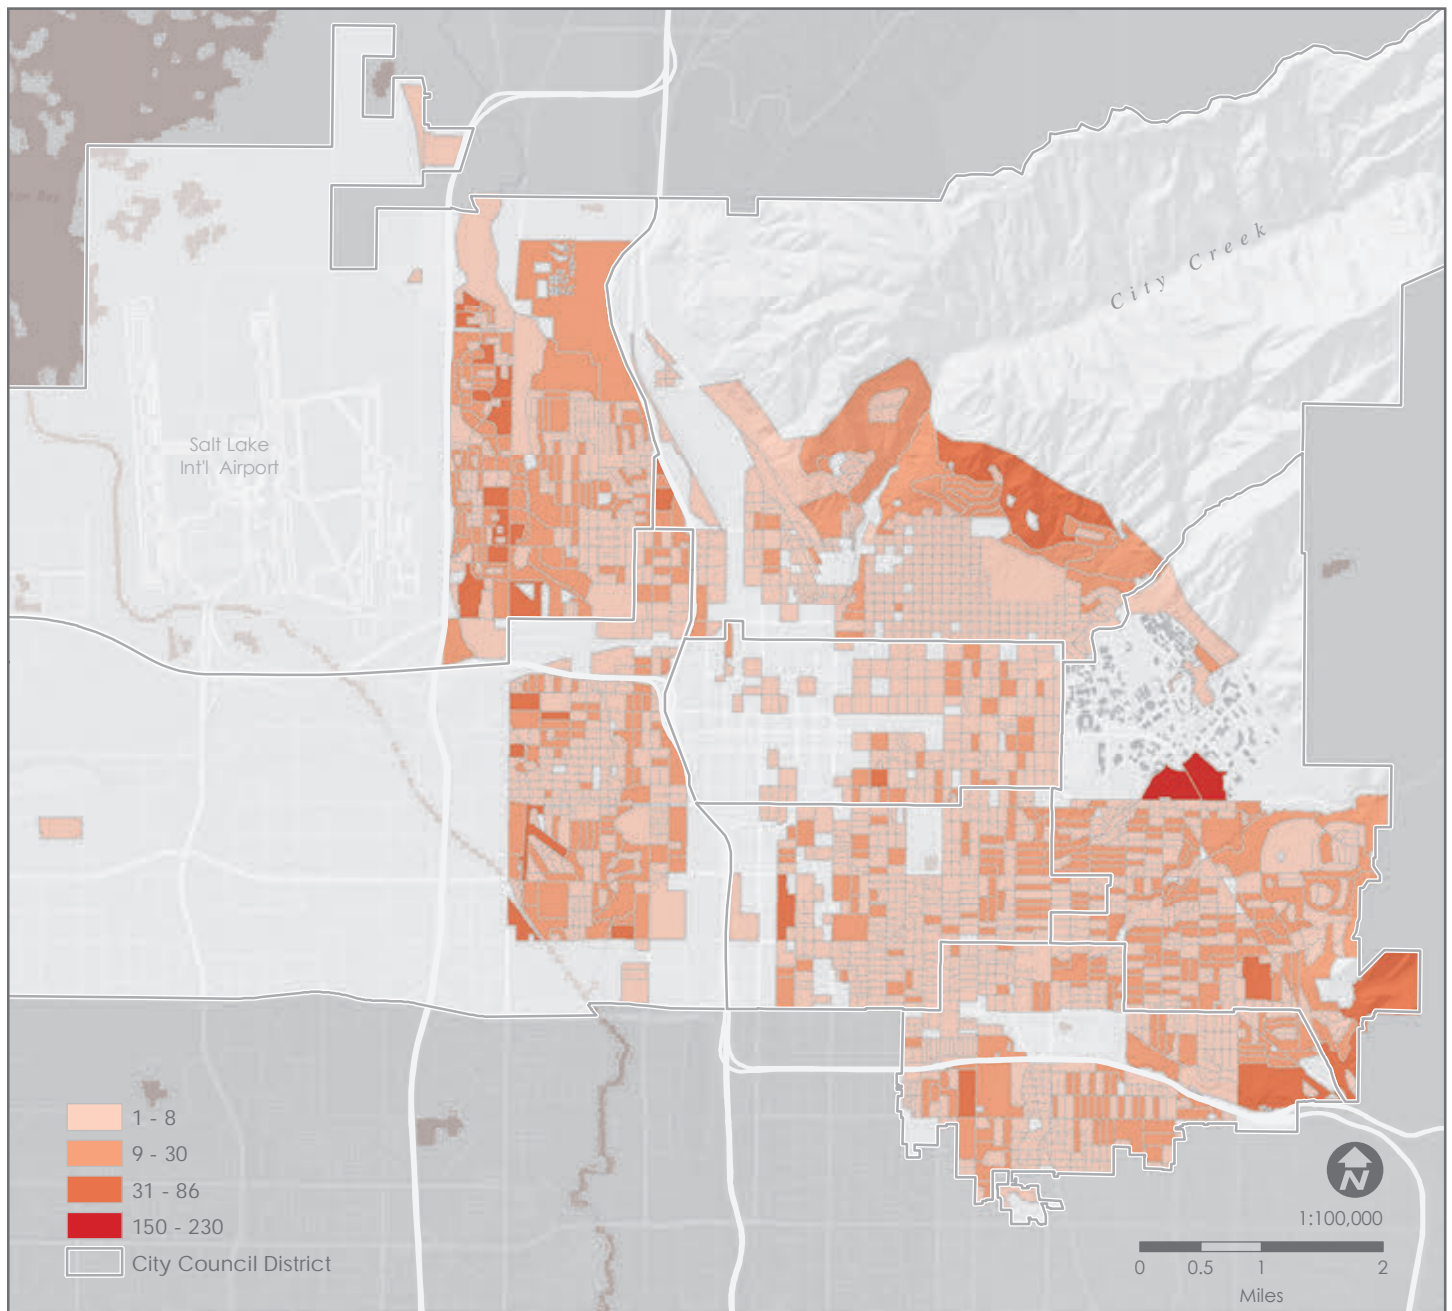 City Creek
Salt Lake
Int'l Airport
1 - 8
9 - 30
31 - 86
150 - 230
City Council District
N
1:100,000
0 0.5 1 2
Miles